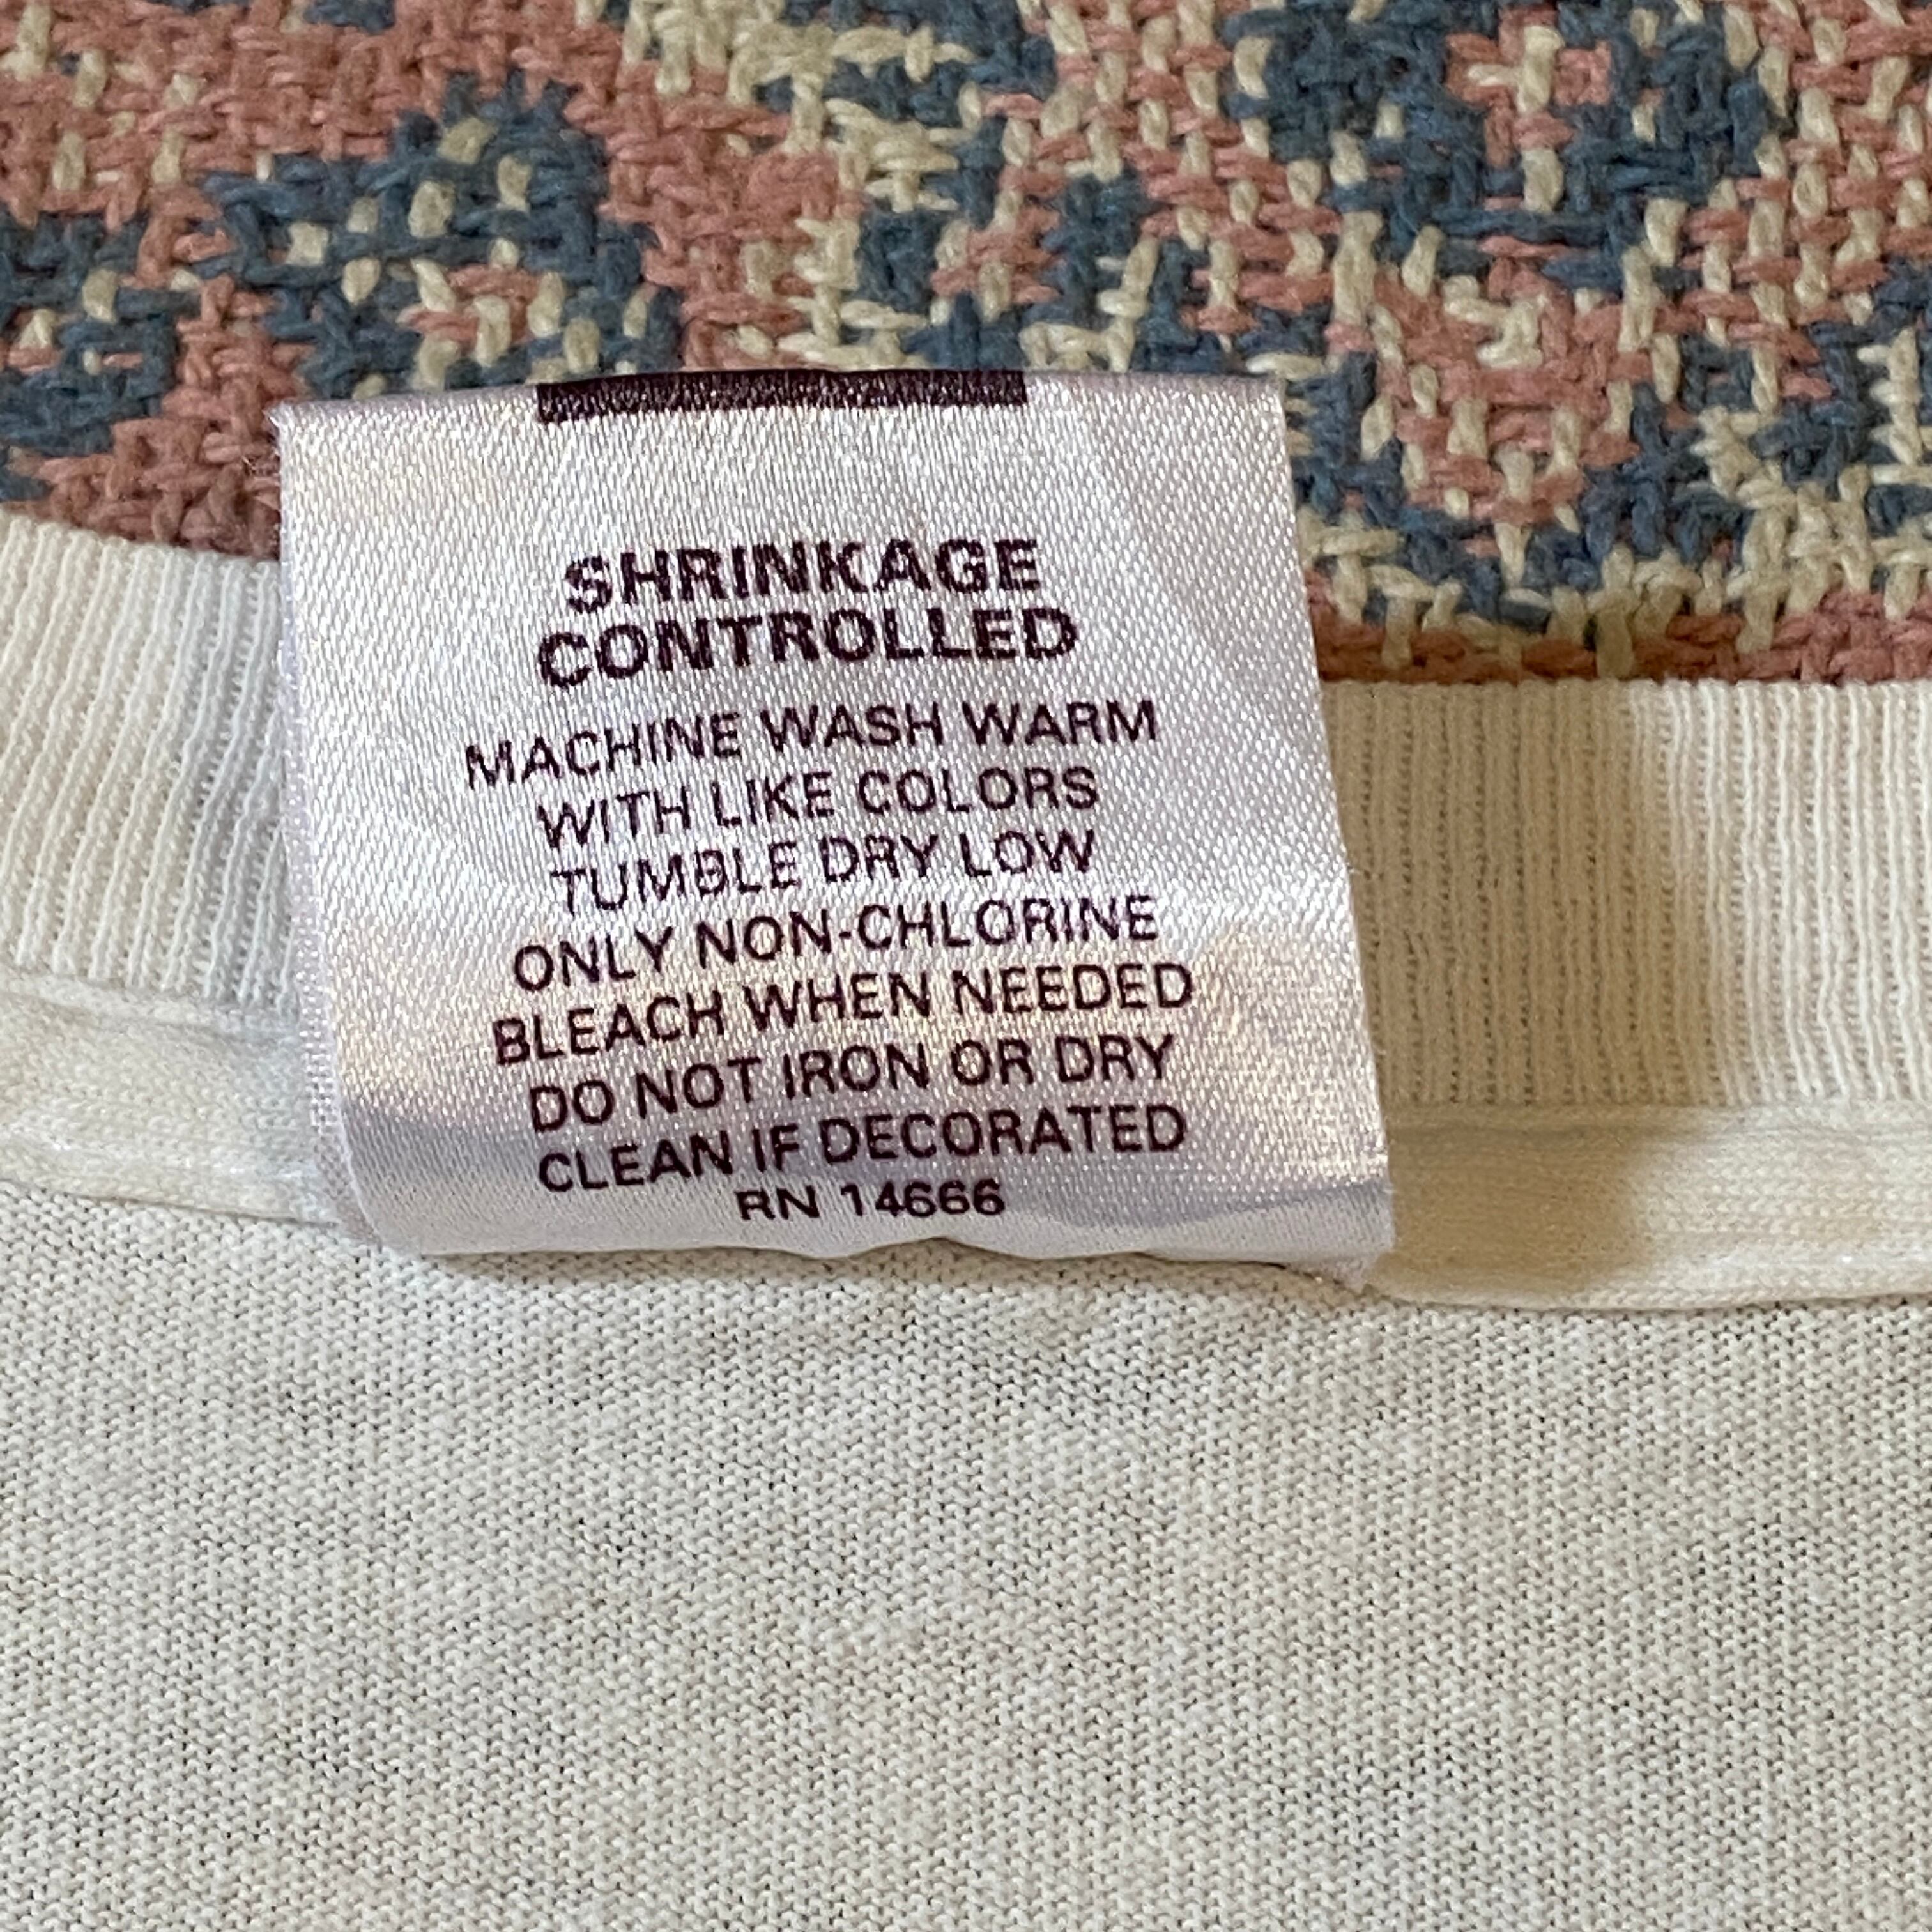 SHRINKAGE
CONTROLLED
MACHINE WASH WARM
WITH LIKE COLORS
TUMBLE DRY LOW
ONLY NON-CHLORINE
BLEACH WHEN NEEDED
DO NOT IRON OR DRY
CLEAN IF DECORATED
RN 14666